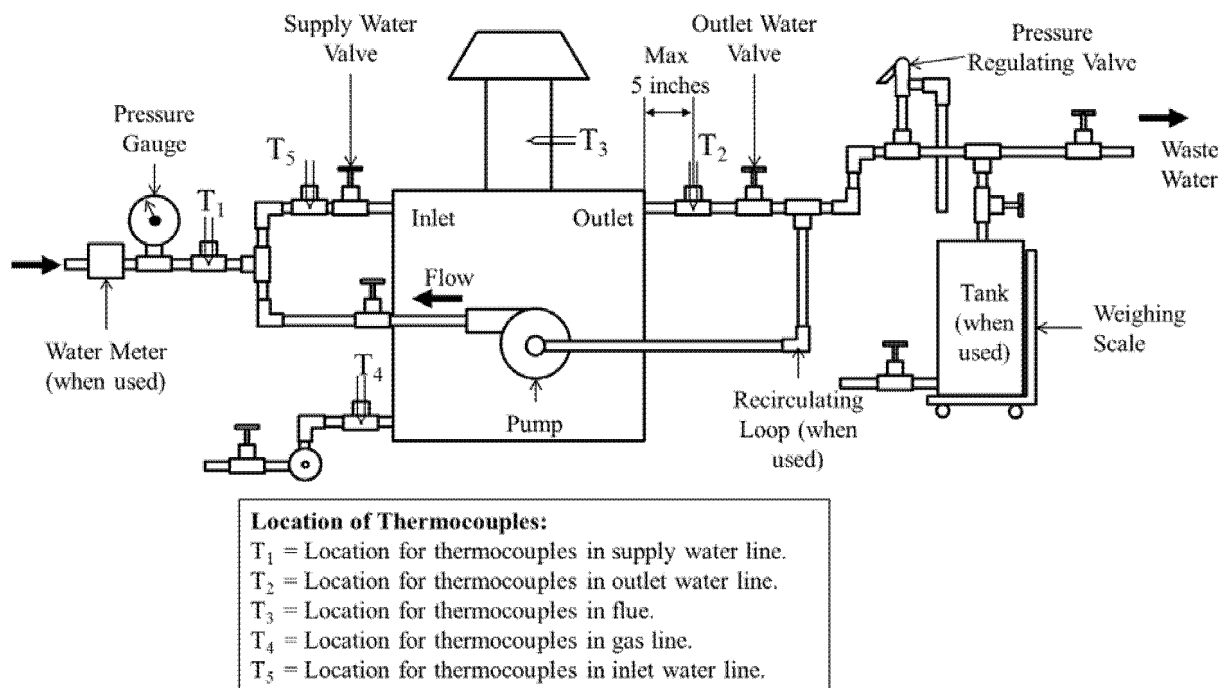 Supply Water
Valve
Outlet Water
Valve
Pressure
Regulating Valve
Max
5 inches
Pressure
Gauge
T5
T3
T2
T1
Waste
Water
Inlet
Outlet
Flow
Tank
(when
used)
Weighing
Scale
Water Meter
(when used)
T4
Pump
Recirculating
Loop (when
used)
Location of Thermocouples:
T1 = Location for thermocouples in supply water line.
T2 = Location for thermocouples in outlet water line.
T3 = Location for thermocouples in flue.
T4 = Location for thermocouples in gas line.
T5 = Location for thermocouples in inlet water line.